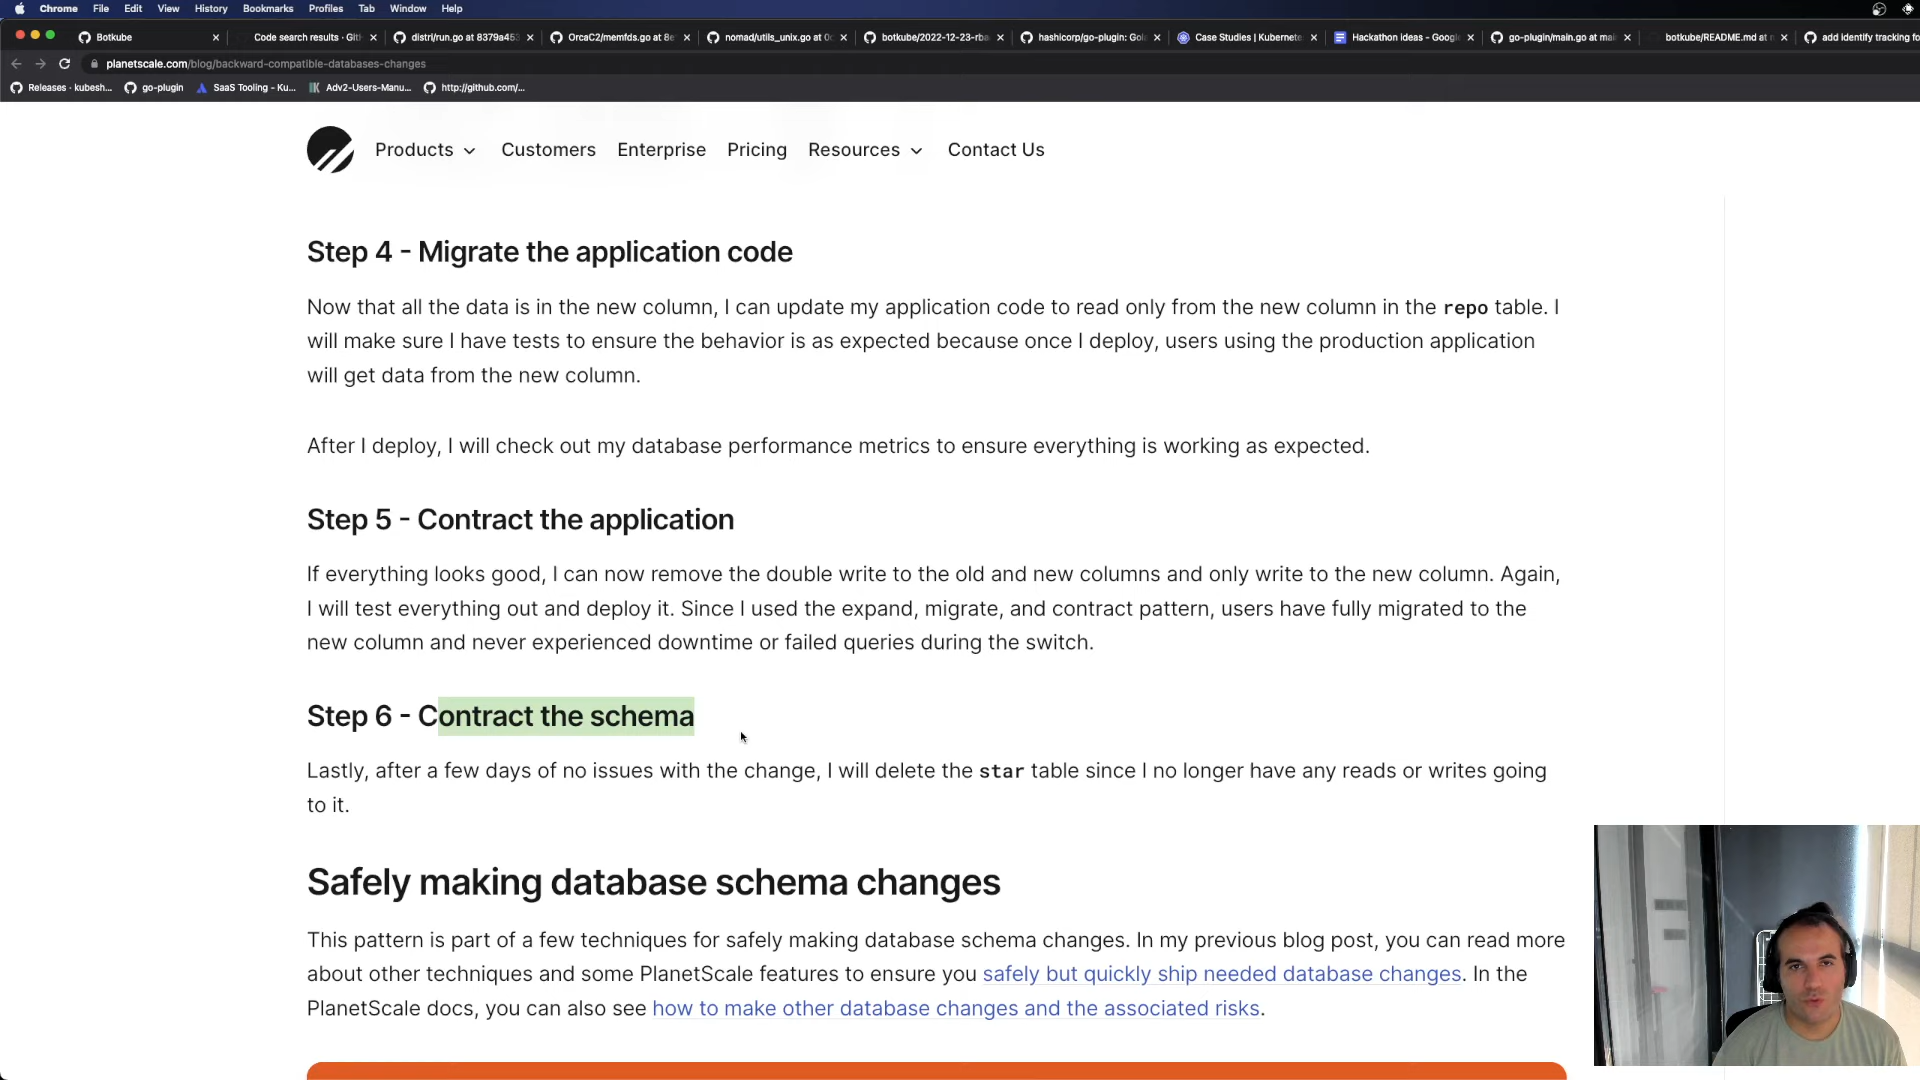 Chrome File Edit View History Bookmarks Profiles Tab Window Help
Botkube Code search results · Git distri/run.go at 8379a453 OrcaC2/memfds.go at 8e nomad/utils_unix.go at 0c botkube/2022-12-23-rba hashicorp/go-plugin: Gol Case Studies | Kubernete Hackathon ideas - Google go-plugin/main.go at mai botkube/README.md at add identify tracking fo
planetscale.com/blog/backward-compatible-databases-changes
Releases · kubesh... go-plugin SaaS Tooling - Ku... Adv2-Users-Manu... http://github.com/...
Products Customers Enterprise Pricing Resources Contact Us
Step 4 - Migrate the application code
Now that all the data is in the new column, I can update my application code to read only from the new column in the repo table. I
will make sure I have tests to ensure the behavior is as expected because once I deploy, users using the production application
will get data from the new column.
After I deploy, I will check out my database performance metrics to ensure everything is working as expected.
Step 5 - Contract the application
If everything looks good, I can now remove the double write to the old and new columns and only write to the new column. Again,
I will test everything out and deploy it. Since I used the expand, migrate, and contract pattern, users have fully migrated to the
new column and never experienced downtime or failed queries during the switch.
Step 6 - Contract the schema
Lastly, after a few days of no issues with the change, I will delete the star table since I no longer have any reads or writes going
to it.
Safely making database schema changes
This pattern is part of a few techniques for safely making database schema changes. In my previous blog post, you can read more
about other techniques and some PlanetScale features to ensure you safely but quickly ship needed database changes. In the
PlanetScale docs, you can also see how to make other database changes and the associated risks.